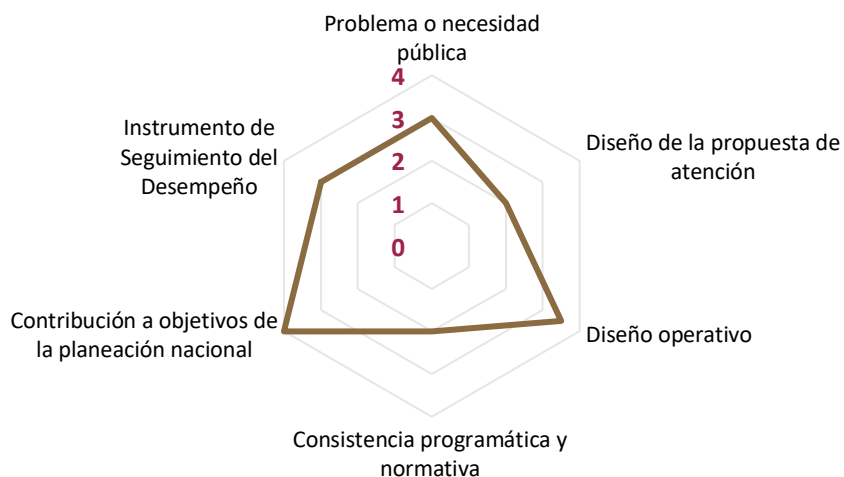 Problema o necesidad
pública
4
3
2
1
0
Diseño de la propuesta de
atención
Diseño operativo
Consistencia programática y
normativa
Contribución a objetivos de
la planeación nacional
Instrumento de
Seguimiento del
Desempeño